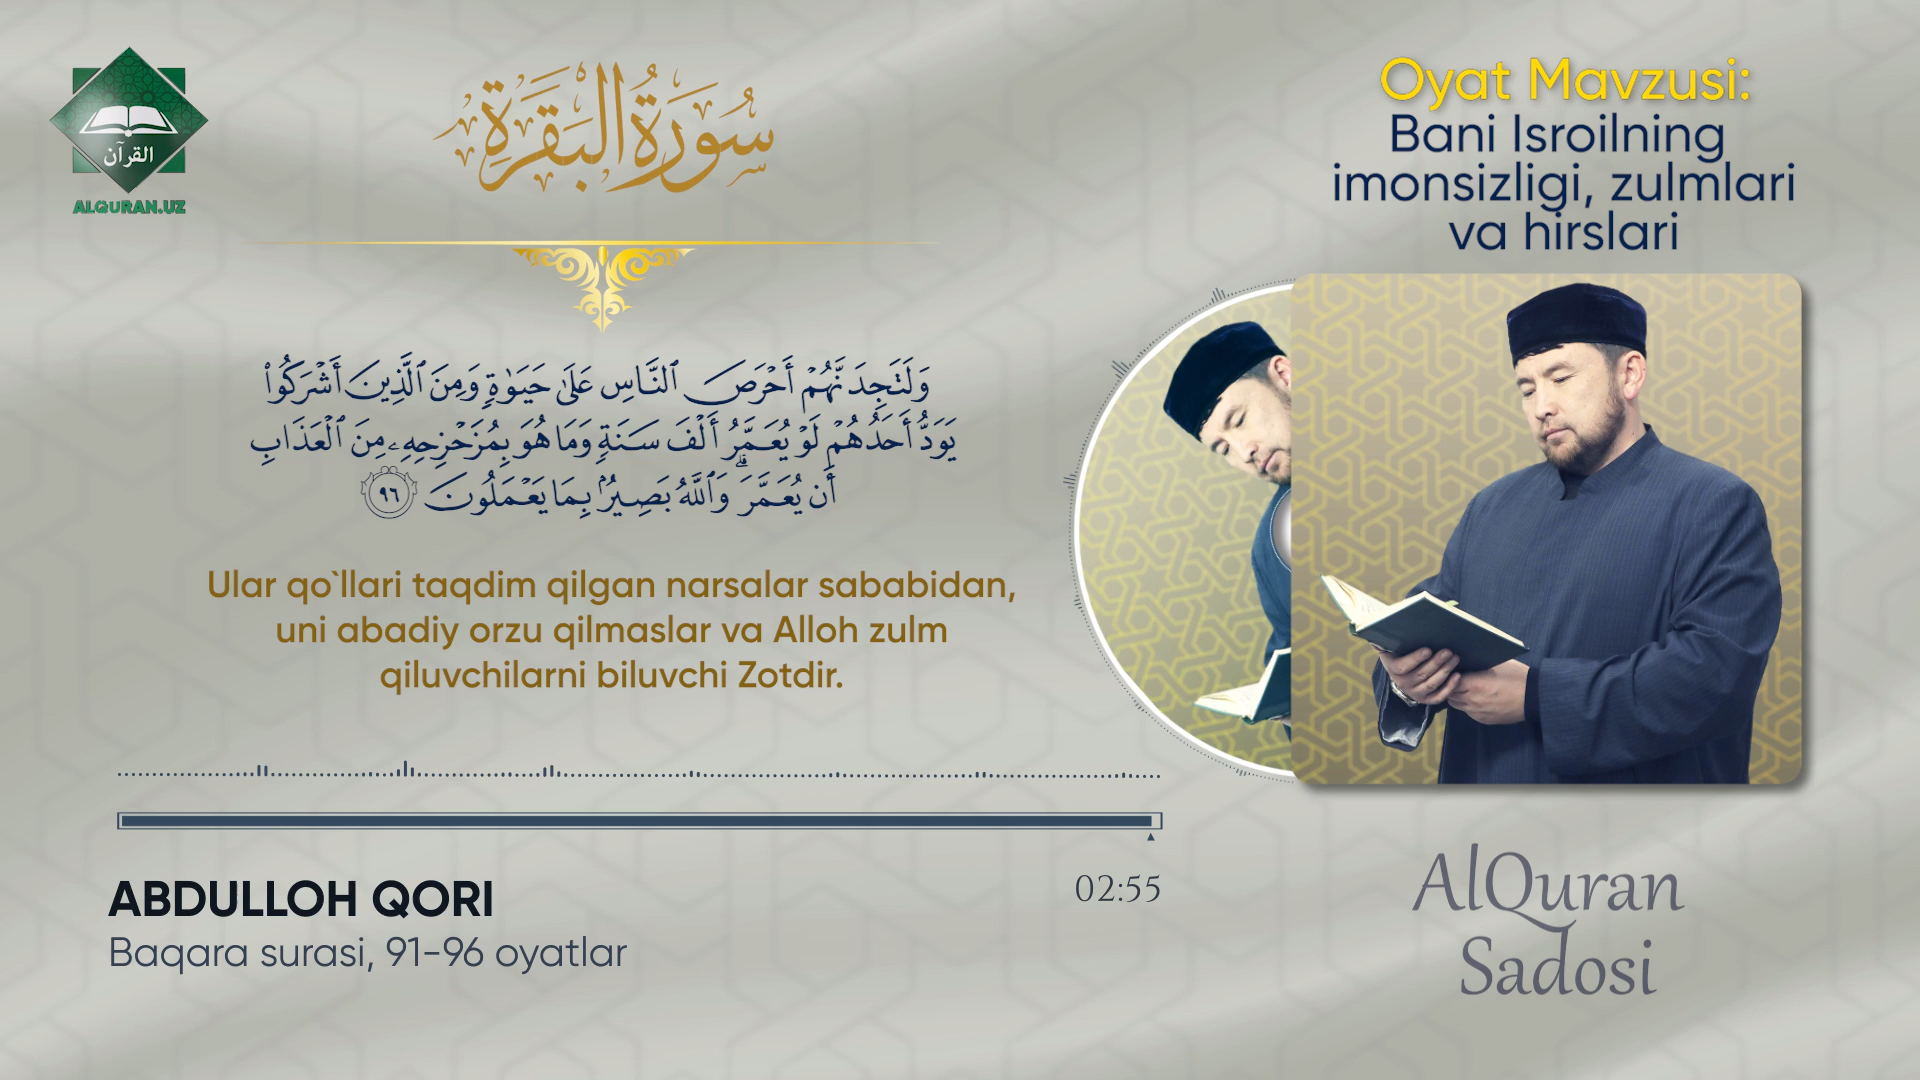 القرآن
ALQURAN.UZ
سُورَةُ البَقَرَةِ
Oyat Mavzusi:
Bani Isroilning
imonsizligi, zulmlari
va hirslari
وَلَتَجِدَنَّهُمْ أَحْرَصَ ٱلنَّاسِ عَلَىٰ حَيَوٰةٍ وَمِنَ ٱلَّذِينَ أَشْرَكُوا۟
يَوَدُّ أَحَدُهُمْ لَوْ يُعَمَّرُ أَلْفَ سَنَةٍ وَمَا هُوَ بِمُزَحْزِحِهِۦ مِنَ ٱلْعَذَابِ
أَن يُعَمَّرَ ۗ وَٱللَّهُ بَصِيرٌۢ بِمَا يَعْمَلُونَ ٩٦
Ular qo`llari taqdim qilgan narsalar sababidan,
uni abadiy orzu qilmaslar va Alloh zulm
qiluvchilarni biluvchi Zotdir.
02:55
ABDULLOH QORI
Baqara surasi, 91-96 oyatlar
AlQuran
Sadosi